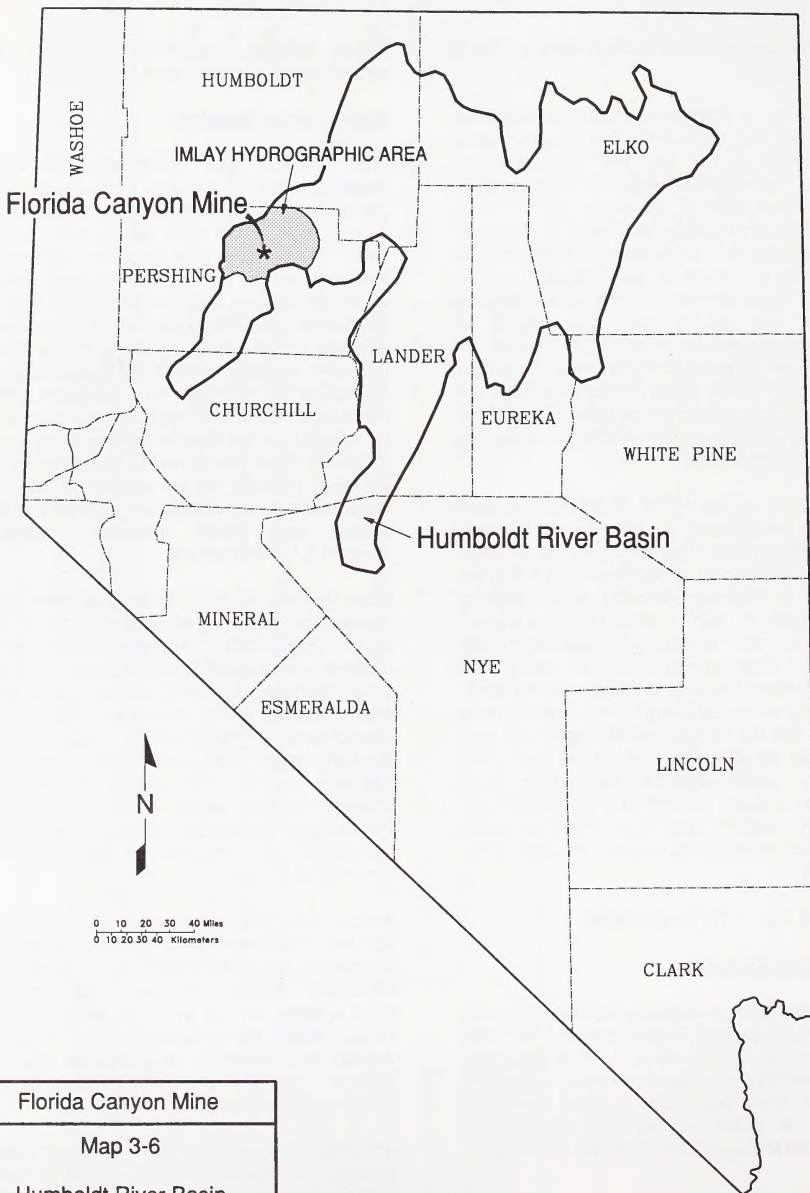 HUMBOLDT
WASHOE
ELKO
IMLAY HYDROGRAPHIC AREA
Florida Canyon Mine
PERSHING
LANDER
CHURCHILL
EUREKA
WHITE PINE
Humboldt River Basin
MINERAL
NYE
ESMERALDA
LINCOLN
N
0 10 20 30 40 Miles
0 10 20 30 40 Kilometers
CLARK
Florida Canyon Mine
Map 3-6
Humboldt River Basin